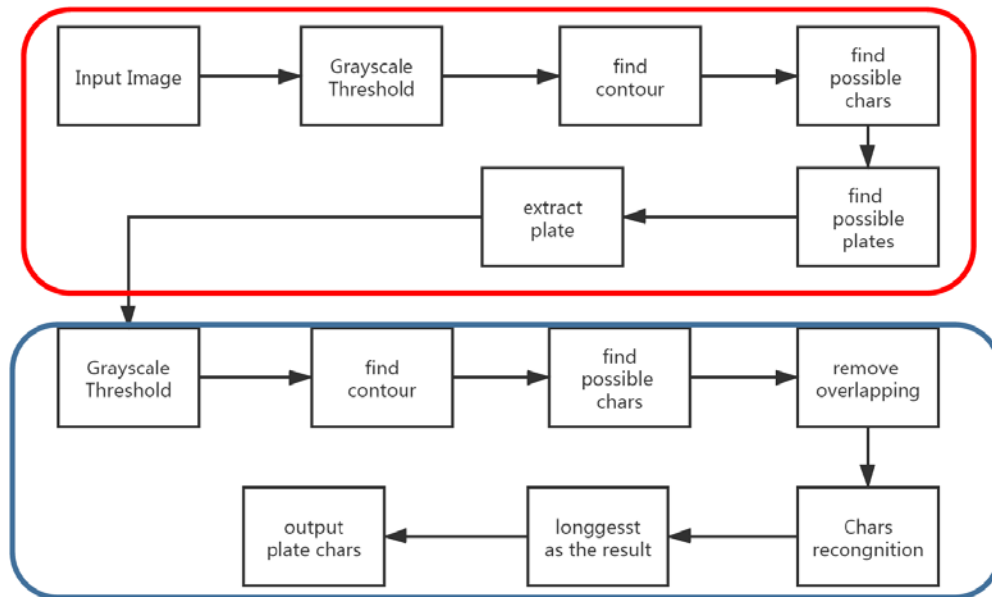 Input Image
Grayscale
Threshold
find
contour
find
possible
chars
find
possible
plates
extract
plate
Grayscale
Threshold
find
contour
find
possible
chars
remove
overlapping
Chars
recongnition
longgesst
as the result
output
plate chars